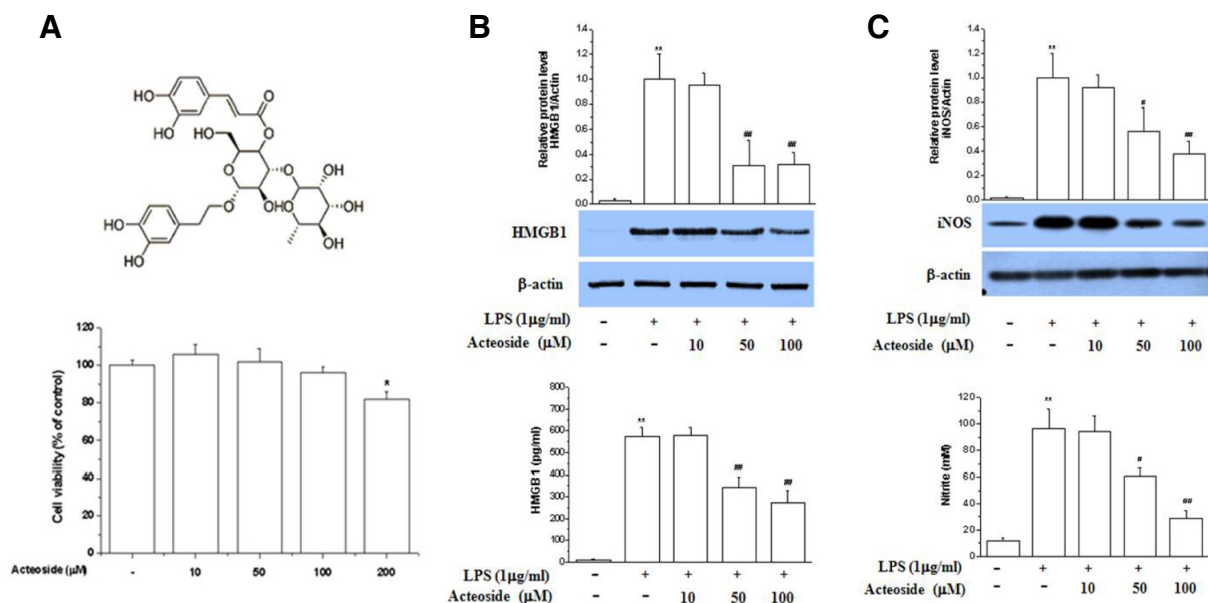 A
HO
HO
O
O
HO
O
O
OH
O
OH
O
OH
OH
OH
HO
HO
Cell viability (% of control)
120
100
80
60
40
20
0
*
Acteoside (μM)
- 10 50 100 200
B
Relative protein level
HMGB1/Actin
1.4
1.2
1.0
0.8
0.6
0.4
0.2
0.0
**
##
##
HMGB1
β-actin
LPS (1μg/ml) - + + + +
Acteoside (μM) - - 10 50 100
HMGB1 (pg/ml)
800
700
600
500
400
300
200
100
0
**
##
##
LPS (1μg/ml) - + + + +
Acteoside (μM) - - 10 50 100
C
Relative protein level
iNOS/Actin
1.4
1.2
1.0
0.8
0.6
0.4
0.2
0.0
**
#
##
iNOS
β-actin
LPS (1μg/ml) - + + + +
Acteoside (μM) - - 10 50 100
Nitrite (mM)
120
100
80
60
40
20
0
**
#
##
LPS (1μg/ml) - + + + +
Acteoside (μM) - - 10 50 100